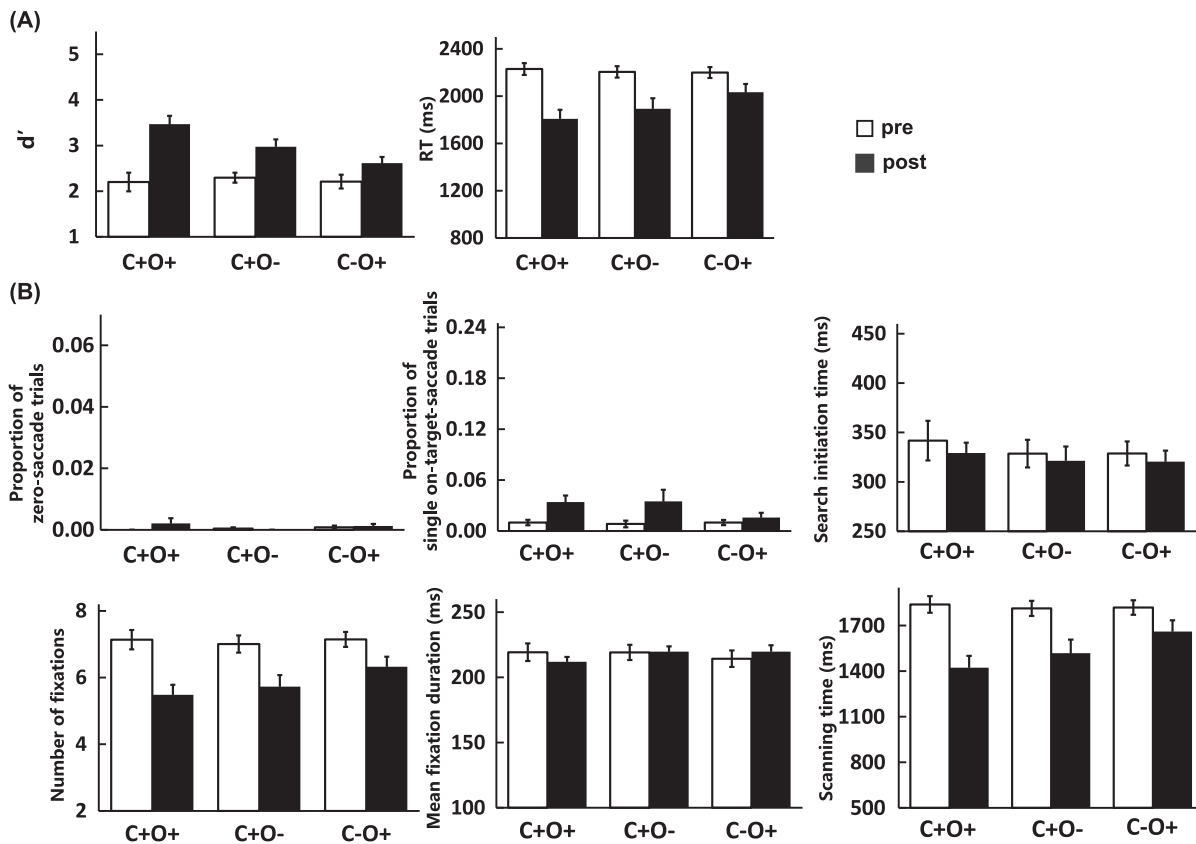 (A)
d′
5
4
3
2
1
C+O+ C+O- C-O+
RT (ms)
2400
2000
1600
1200
800
C+O+ C+O- C-O+
pre
post
(B)
Proportion of
zero-saccade trials
0.06
0.04
0.02
0.00
C+O+ C+O- C-O+
Proportion of
single on-target-saccade trials
0.24
0.18
0.12
0.06
0.00
C+O+ C+O- C-O+
Search initiation time (ms)
450
400
350
300
250
C+O+ C+O- C-O+
Number of fixations
8
6
4
2
C+O+ C+O- C-O+
Mean fixation duration (ms)
250
200
150
100
C+O+ C+O- C-O+
Scanning time (ms)
1700
1400
1100
800
500
C+O+ C+O- C-O+